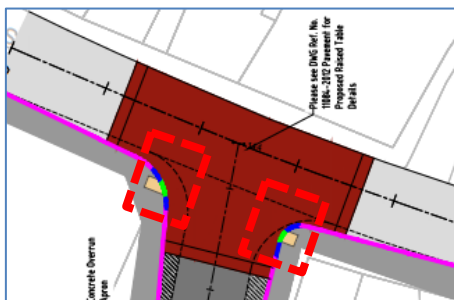 Please see DWG Ref. No.
11084-2012 Pavement for
Proposed Raised Table
Details
Concrete Overrun
Apron